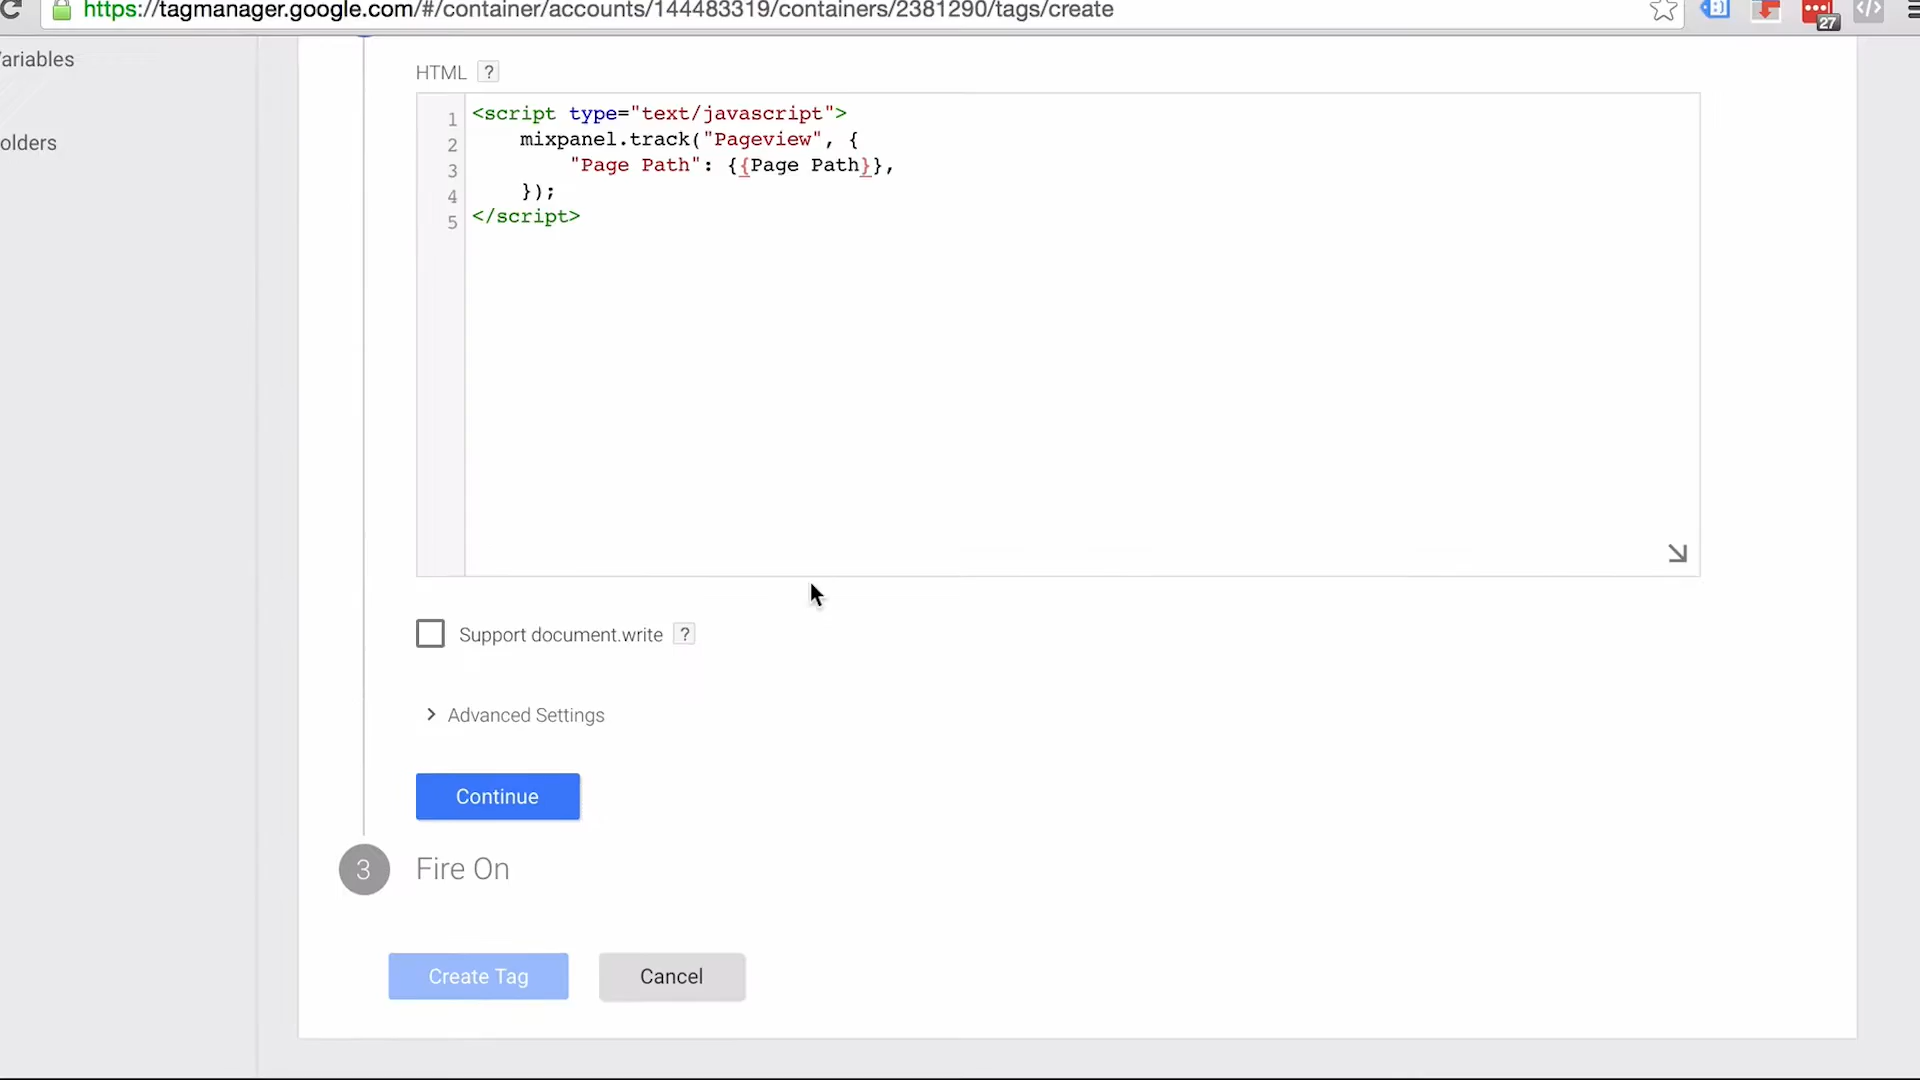 https://tagmanager.google.com/#/container/accounts/144483319/containers/2381290/tags/create
27
ariables
olders
HTML ?
1 <script type="text/javascript">
2 mixpanel.track("Pageview", {
3 "Page Path": {{Page Path}},
4 });
5 </script>
Support document.write ?
Advanced Settings
Continue
3 Fire On
Create Tag Cancel